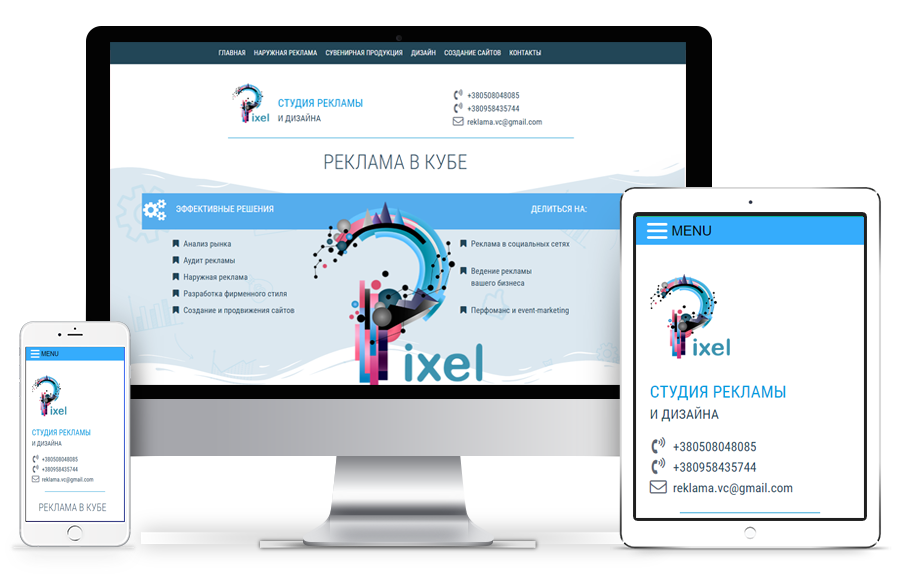 ГЛАВНАЯ НАРУЖНАЯ РЕКЛАМА СУВЕНИРНАЯ ПРОДУКЦИЯ ДИЗАЙН СОЗДАНИЕ САЙТОВ КОНТАКТЫ
ixel
СТУДИЯ РЕКЛАМЫ
И ДИЗАЙНА
+380508048085
+380958435744
reklama.vc@gmail.com
РЕКЛАМА В КУБЕ
ЭФФЕКТИВНЫЕ РЕШЕНИЯ
Анализ рынка
Аудит рекламы
Наружная реклама
Разработка фирменного стиля
Создание и продвижения сайтов
ixel
ДЕЛИТЬСЯ НА:
Реклама в социальных сетях
Ведение рекламы
вашего бизнеса
Перфоманс и event-marketing
MENU
ixel
СТУДИЯ РЕКЛАМЫ
И ДИЗАЙНА
+380508048085
+380958435744
reklama.vc@gmail.com
РЕКЛАМА В КУБЕ
MENU
ixel
СТУДИЯ РЕКЛАМЫ
И ДИЗАЙНА
+380508048085
+380958435744
reklama.vc@gmail.com